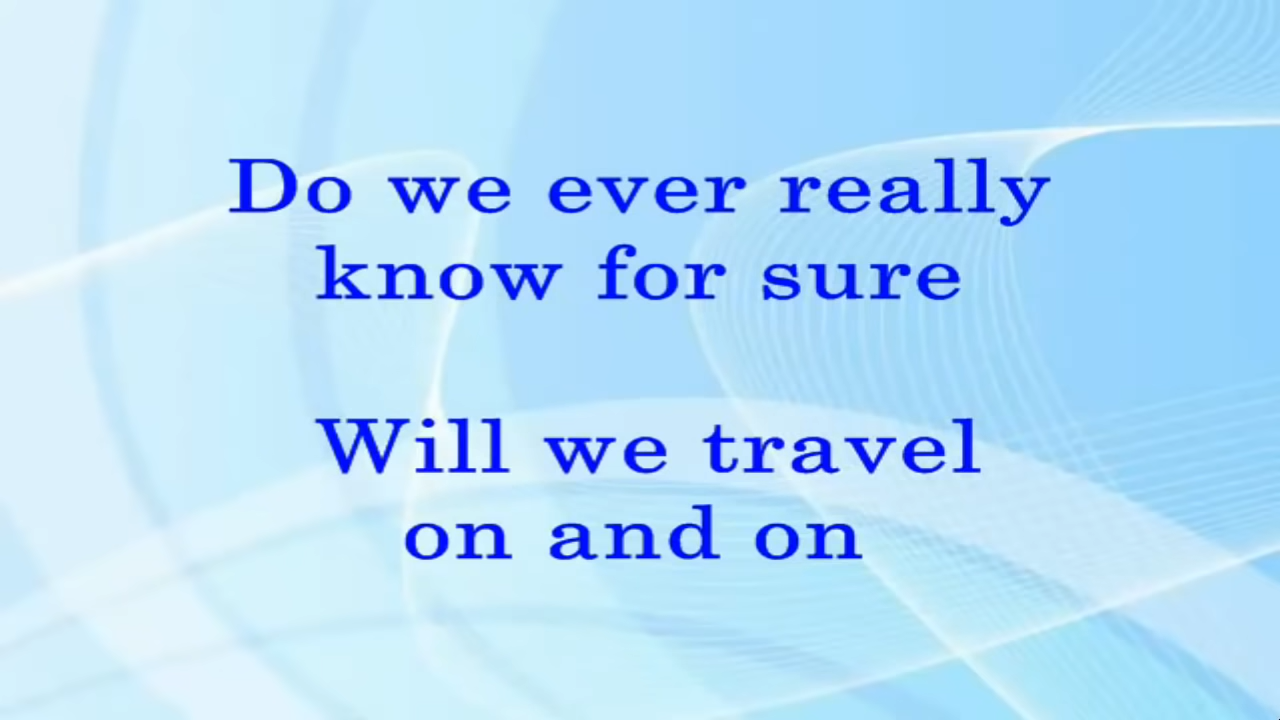 Do we ever really
know for sure
Will we travel
on and on